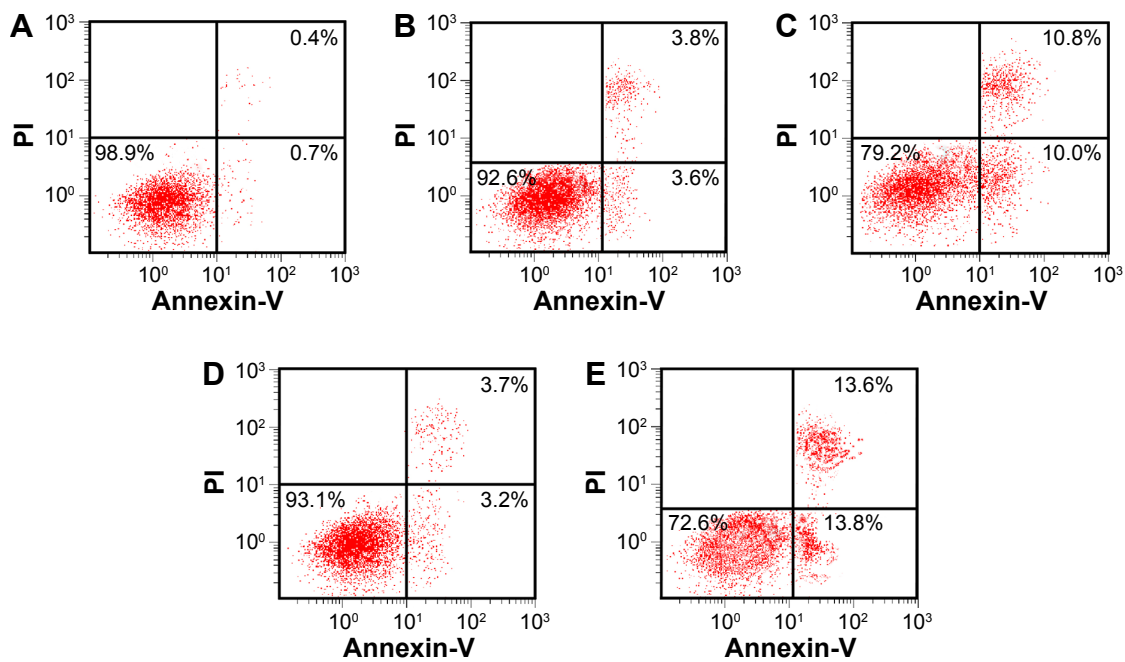 A
PI
10³
10²
10¹
10⁰
0.4%
98.9%
0.7%
10⁰ 10¹ 10² 10³
Annexin-V
B
PI
10³
10²
10¹
10⁰
3.8%
92.6%
3.6%
10⁰ 10¹ 10² 10³
Annexin-V
C
PI
10³
10²
10¹
10⁰
10.8%
79.2%
10.0%
10⁰ 10¹ 10² 10³
Annexin-V
D
PI
10³
10²
10¹
10⁰
3.7%
93.1%
3.2%
10⁰ 10¹ 10² 10³
Annexin-V
E
PI
10³
10²
10¹
10⁰
13.6%
72.6%
13.8%
10⁰ 10¹ 10² 10³
Annexin-V